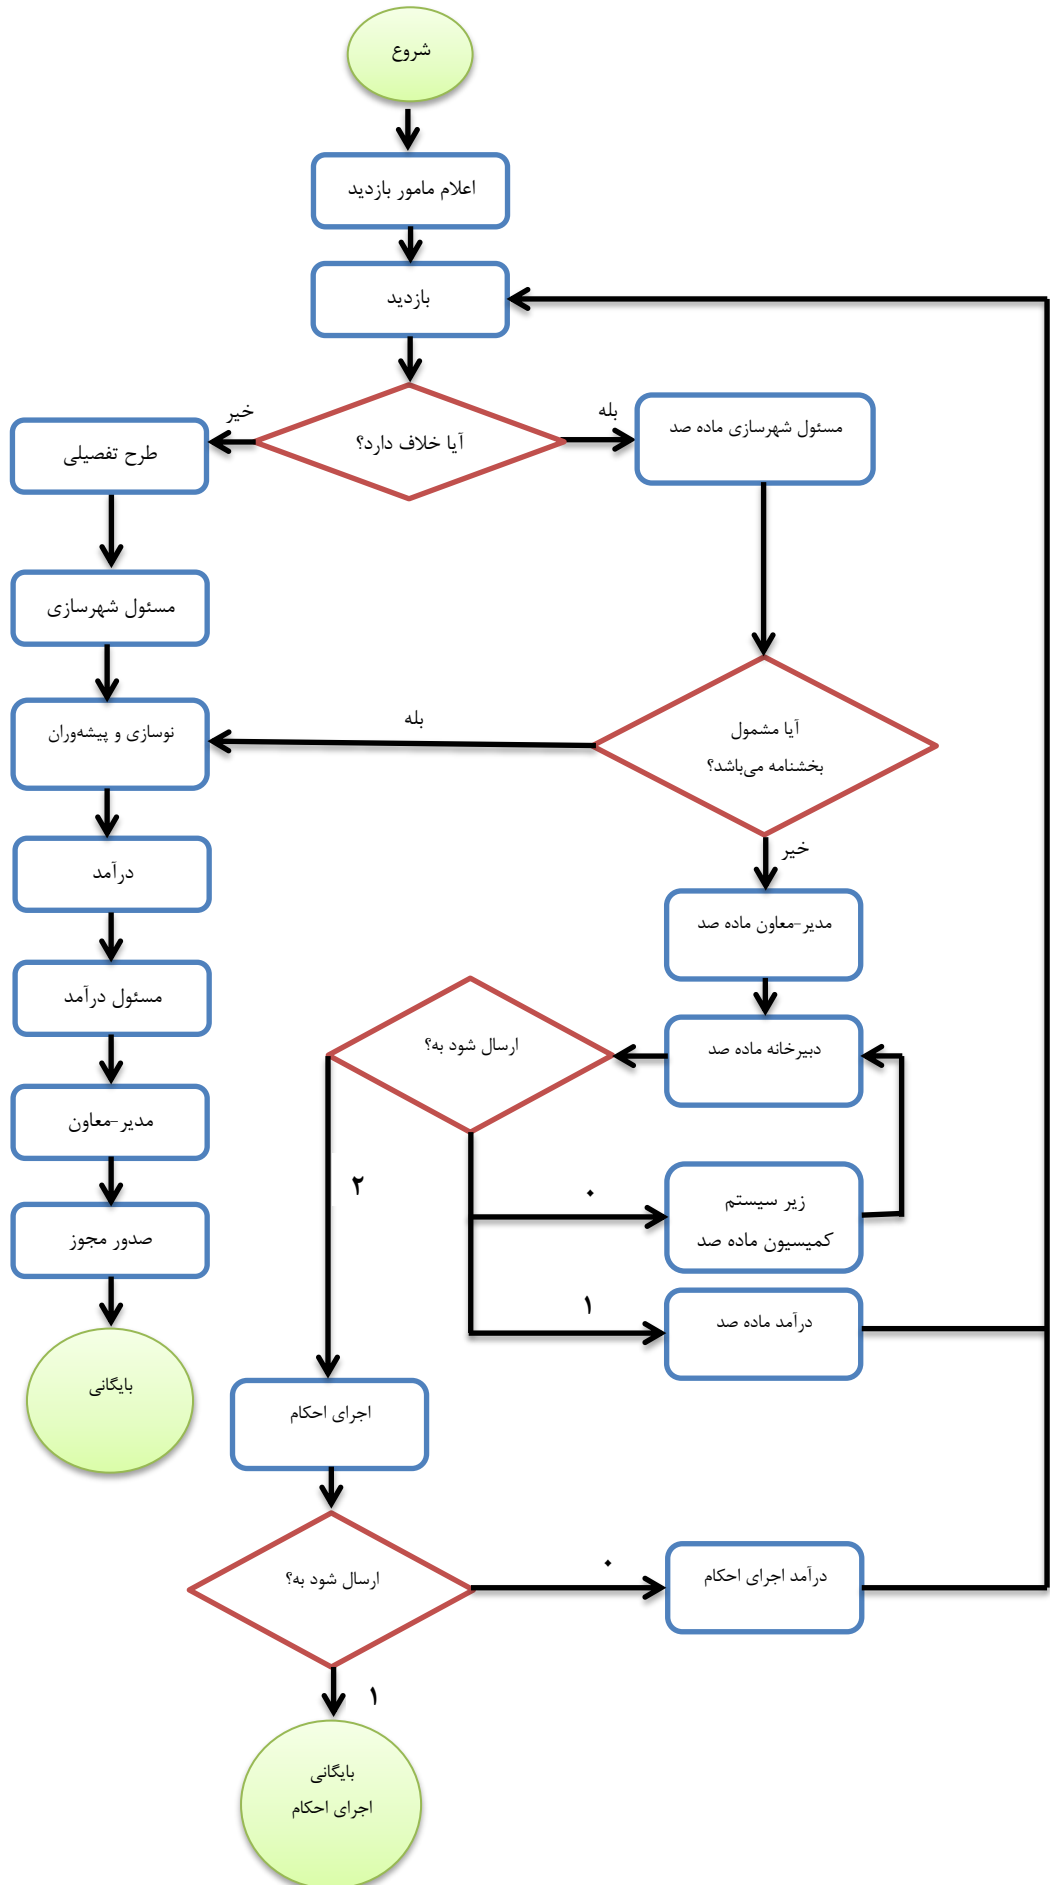 شروع
اعلام مامور بازدید
بازدید
آیا خلاف دارد؟
خیر
بله
مسئول شهرسازی ماده صد
طرح تفصیلی
مسئول شهرسازی
نوسازی و پیشه‌وران
بله
آیا مشمول
بخشنامه می‌باشد؟
خیر
درآمد
مدیر-معاون ماده صد
مسئول درآمد
ارسال شود به؟
دبیرخانه ماده صد
مدیر-معاون
۲
۰
زیر سیستم
کمیسیون ماده صد
صدور مجوز
۱
درآمد ماده صد
بایگانی
اجرای احکام
ارسال شود به؟
۰
درآمد اجرای احکام
۱
بایگانی
اجرای احکام